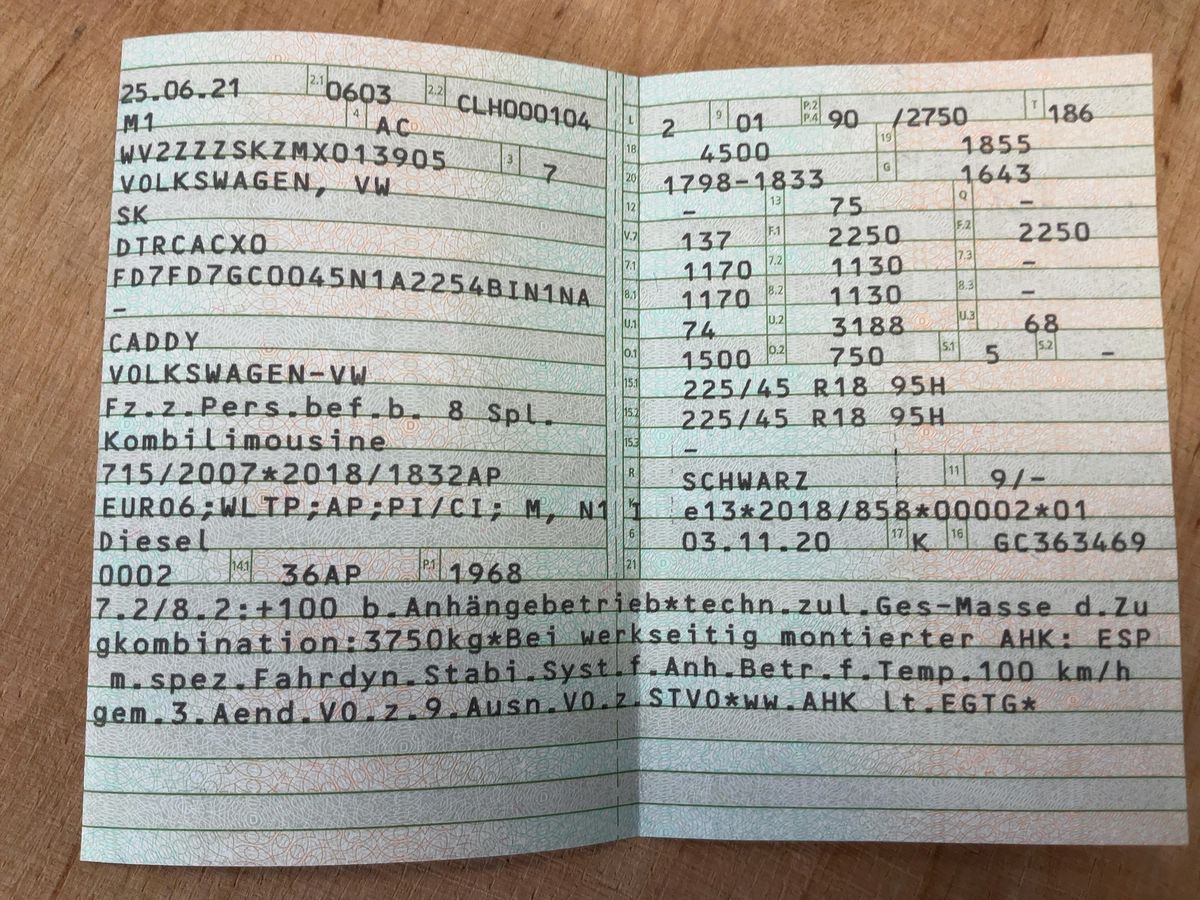 25.06.21 2.1 0603 2.2 CLH000104
M1 4 AC
WV2ZZZSKZMX013905 3 7
VOLKSWAGEN, VW
SK
DTRCACX0
FD7FD7GC0045N1A2254BIN1NA
–
CADDY
VOLKSWAGEN-VW
Fz.z.Pers.bef.b. 8 Spl.
Kombilimousine
715/2007*2018/1832AP
EURO6;WLTP;AP;PI/CI; M, N1 I
Diesel
0002 14.1 36AP P.1 1968
L 2 9 01 P.2 P.4 90 /2750 T 186
18 4500 19 1855
20 1798-1833 G 1643
12 – 13 75 Q –
V.7 137 F.1 2250 F.2 2250
7.1 1170 7.2 1130 7.3 –
8.1 1170 8.2 1130 8.3 –
U.1 74 U.2 3188 U.3 68
O.1 1500 O.2 750 S.1 5 S.2 –
15.1 225/45 R18 95H
15.2 225/45 R18 95H
15.3 –
R SCHWARZ 11 9/–
K e13*2018/858*00002*01
6 03.11.20 17 K 16 GC363469
21
7.2/8.2:+100 b.Anhängebetrieb*techn.zul.Ges-Masse d.Zu
gkombination:3750kg*Bei werkseitig montierter AHK: ESP
m.spez.Fahrdyn.Stabi.Syst.f.Anh.Betr.f.Temp.100 km/h
gem.3.Aend.VO.z.9.Ausn.VO.z.STVO*ww.AHK lt.EGTG*